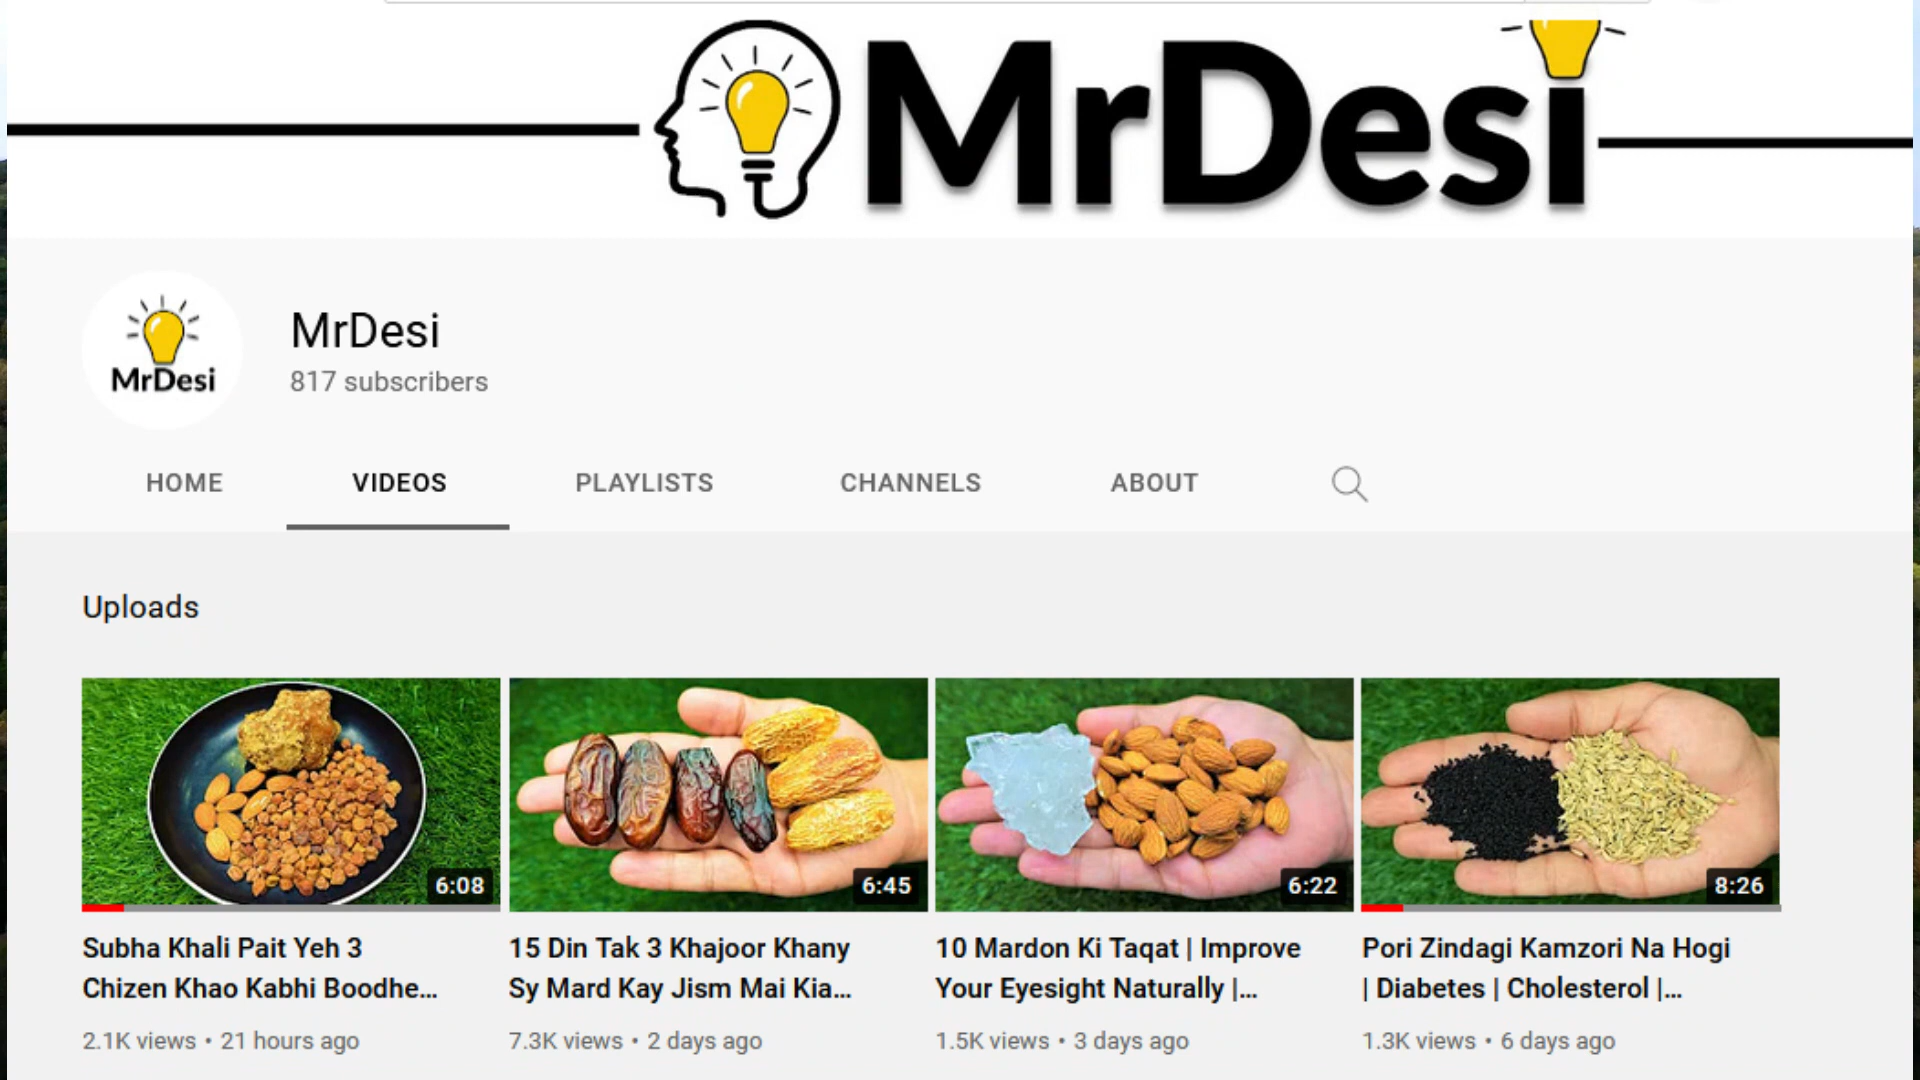 MrDesi
MrDesi
MrDesi
817 subscribers
HOME VIDEOS PLAYLISTS CHANNELS ABOUT
Uploads
6:08
Subha Khali Pait Yeh 3
Chizen Khao Kabhi Boodhe...
2.1K views • 21 hours ago
6:45
15 Din Tak 3 Khajoor Khany
Sy Mard Kay Jism Mai Kia...
7.3K views • 2 days ago
6:22
10 Mardon Ki Taqat | Improve
Your Eyesight Naturally |...
1.5K views • 3 days ago
8:26
Pori Zindagi Kamzori Na Hogi
| Diabetes | Cholesterol |...
1.3K views • 6 days ago